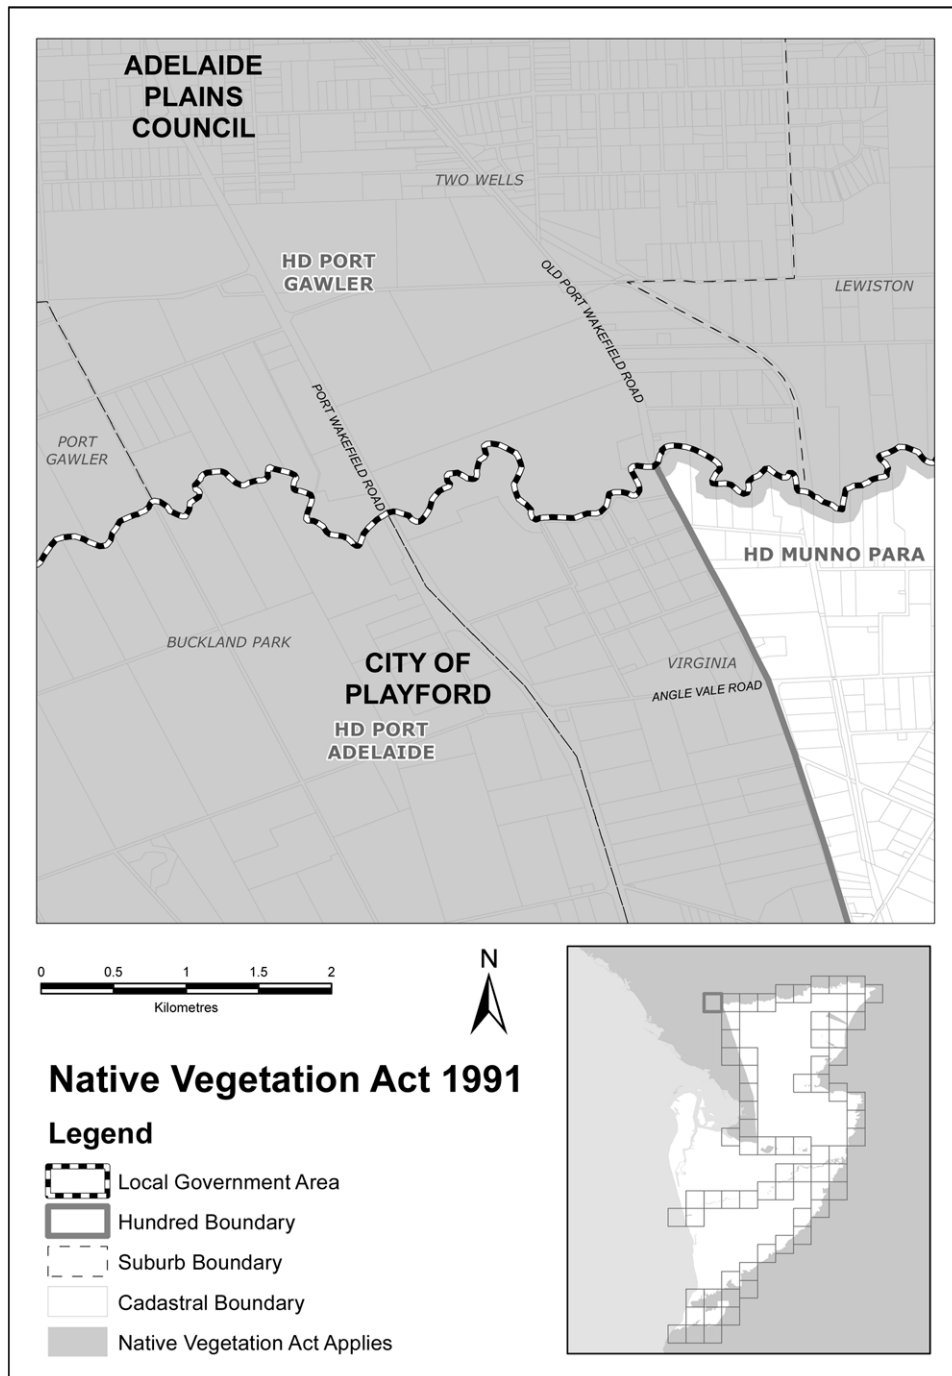 ADELAIDE
PLAINS
COUNCIL
TWO WELLS
HD PORT
GAWLER
OLD PORT WAKEFIELD ROAD
LEWISTON
PORT WAKEFIELD ROAD
PORT
GAWLER
HD MUNNO PARA
BUCKLAND PARK
CITY OF
PLAYFORD
VIRGINIA
ANGLE VALE ROAD
HD PORT
ADELAIDE
0 0.5 1 1.5 2
Kilometres
N
Native Vegetation Act 1991
Legend
Local Government Area
Hundred Boundary
Suburb Boundary
Cadastral Boundary
Native Vegetation Act Applies